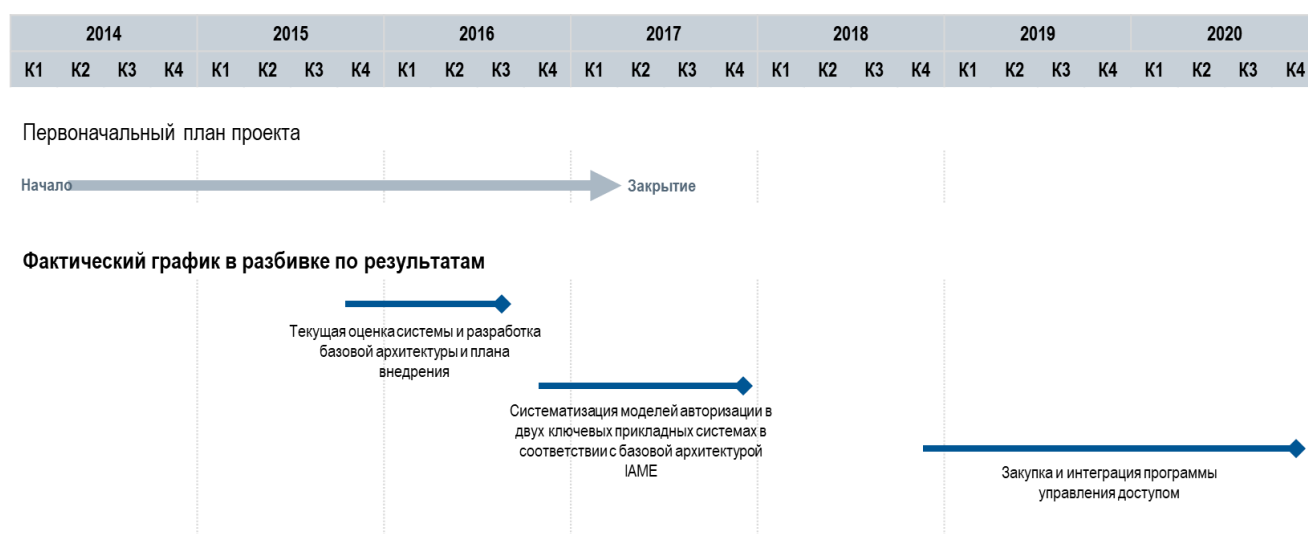 2014 2015 2016 2017 2018 2019 2020
К1 К2 К3 К4 К1 К2 К3 К4 К1 К2 К3 К4 К1 К2 К3 К4 К1 К2 К3 К4 К1 К2 К3 К4 К1 К2 К3 К4
Первоначальный план проекта
Начало Закрытие
Фактический график в разбивке по результатам
Текущая оценка системы и разработка
базовой архитектуры и плана
внедрения
Систематизация моделей авторизации в
двух ключевых прикладных системах в
соответствии с базовой архитектурой
IAME
Закупка и интеграция программы
управления доступом